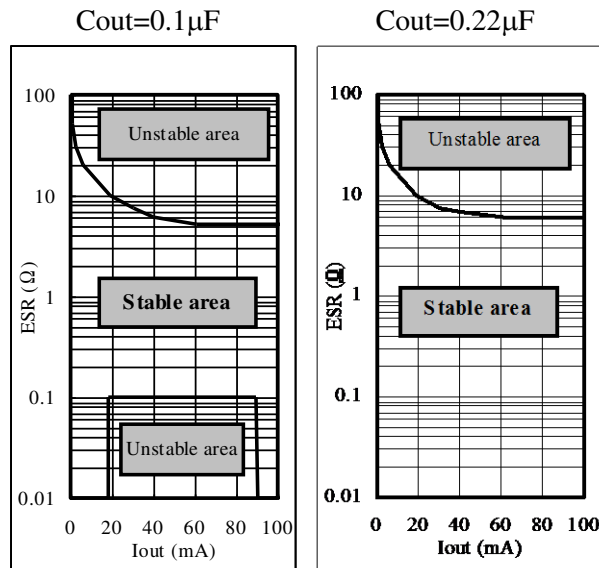 Cout=0.1μF
100
10
1
0.1
0.01
ESR (Ω)
Unstable area
Stable area
Unstable area
0 20 40 60 80 100
Iout (mA)
Cout=0.22μF
100
10
1
0.1
0.01
Unstable area
Stable area
0 20 40 60 80 100
Iout (mA)